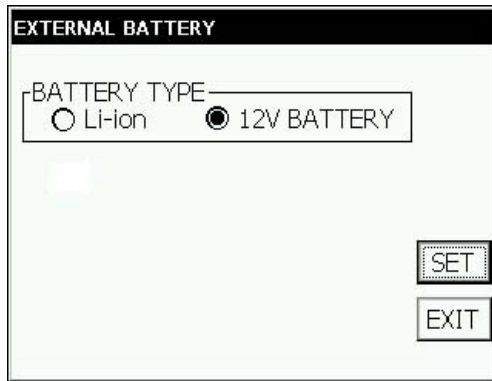 EXTERNAL BATTERY
BATTERY TYPE
Li-ion 12V BATTERY
SET
EXIT